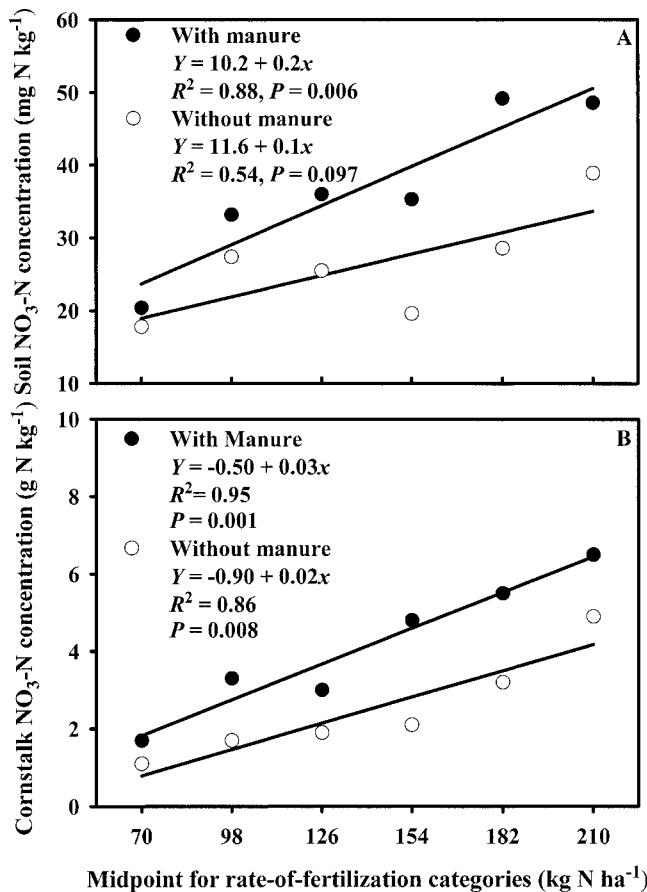 Soil NO₃-N concentration (mg N kg⁻¹)
60
50
40
30
20
10
A
With manure
Y = 10.2 + 0.2x
R² = 0.88, P = 0.006
Without manure
Y = 11.6 + 0.1x
R² = 0.54, P = 0.097
Cornstalk NO₃-N concentration (g N kg⁻¹)
10
8
6
4
2
0
B
With Manure
Y = -0.50 + 0.03x
R²= 0.95
P = 0.001
Without manure
Y = -0.90 + 0.02x
R² = 0.86
P = 0.008
70 98 126 154 182 210
Midpoint for rate-of-fertilization categories (kg N ha⁻¹)